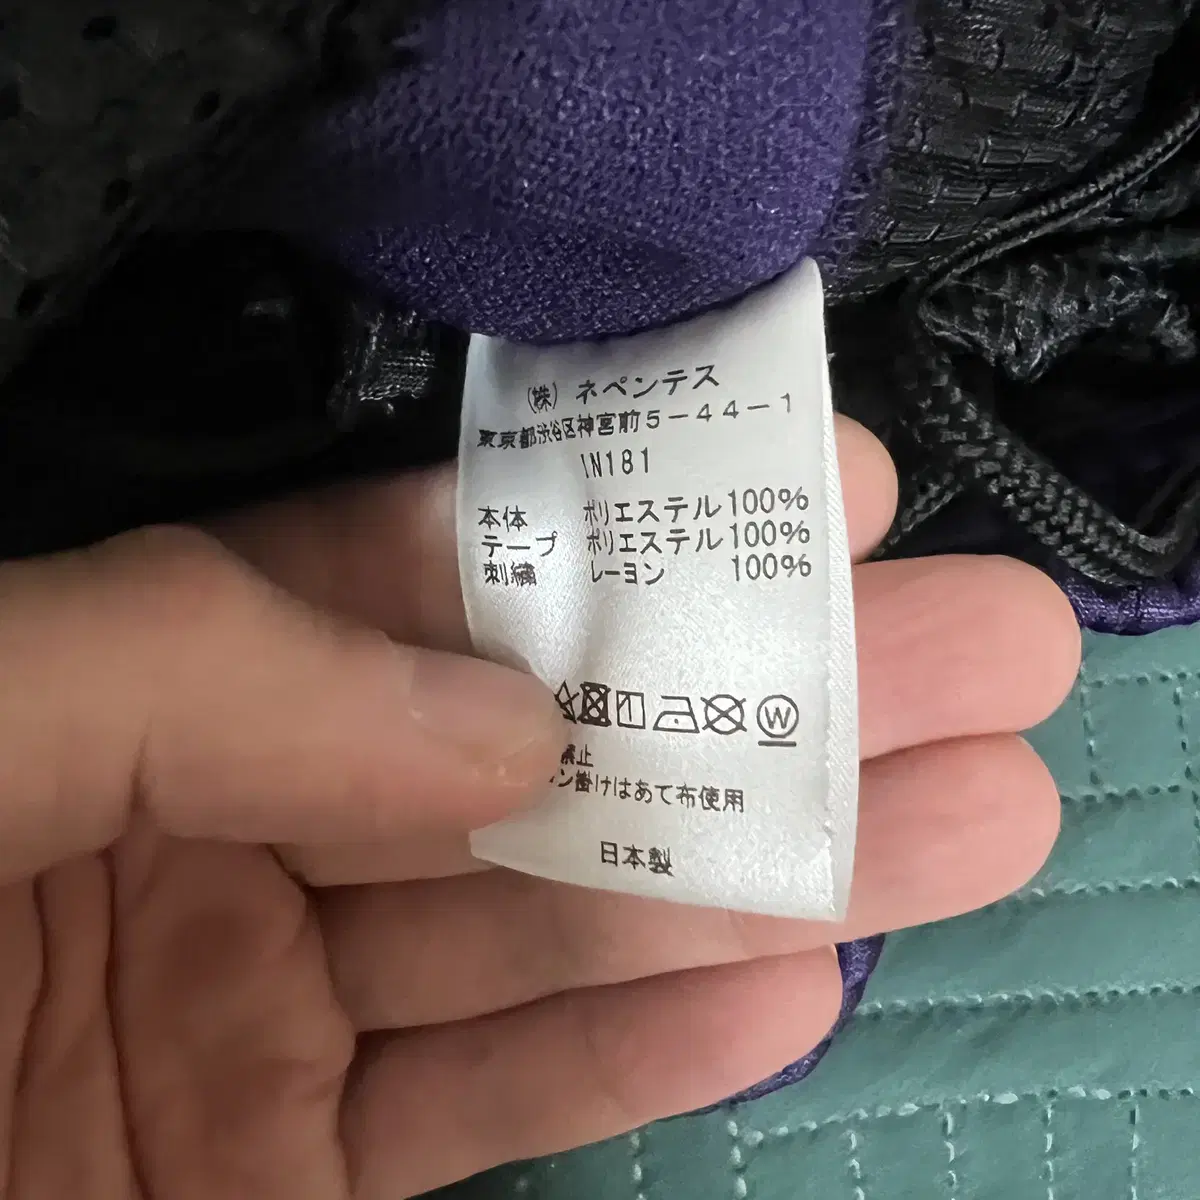 (株) ネペンテス
東京都渋谷区神宮前5-44-1
IN181
本体 ポリエステル100%
テープ ポリエステル100%
刺繍 レーヨン 100%
W
禁止
ン掛けはあて布使用
日本製